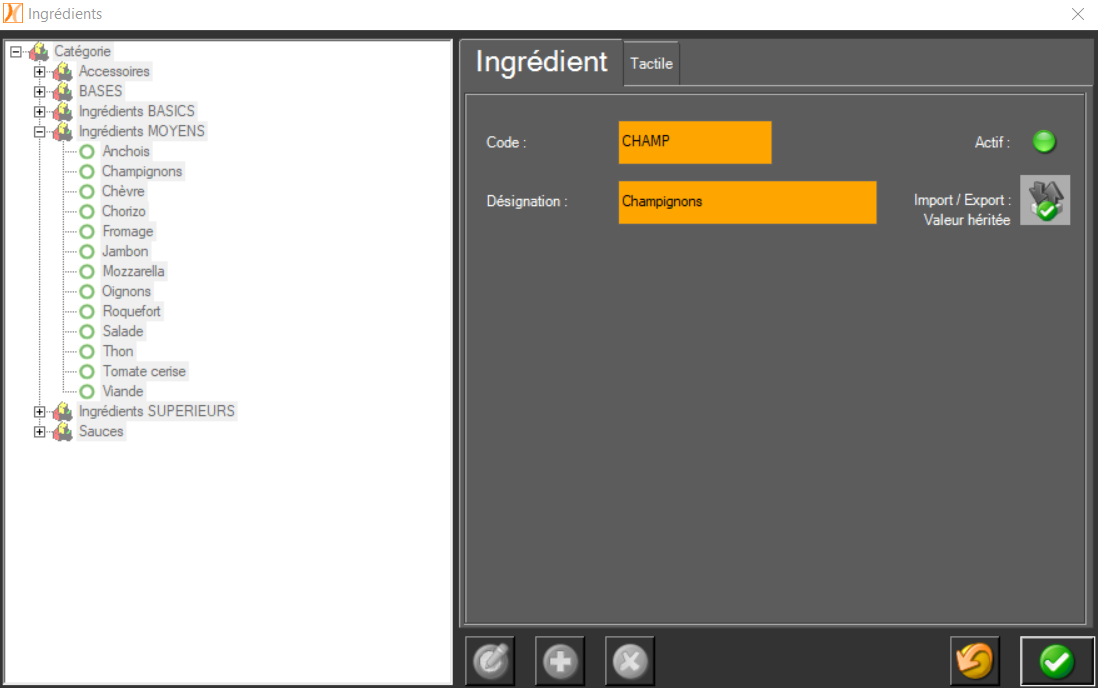 Ingrédients
Catégorie
Accessoires
BASES
Ingrédients BASICS
Ingrédients MOYENS
Anchois
Champignons
Chèvre
Chorizo
Fromage
Jambon
Mozzarella
Oignons
Roquefort
Salade
Thon
Tomate cerise
Viande
Ingrédients SUPERIEURS
Sauces
Ingrédient
Tactile
Code :
CHAMP
Actif :
Désignation :
Champignons
Import / Export :
Valeur héritée